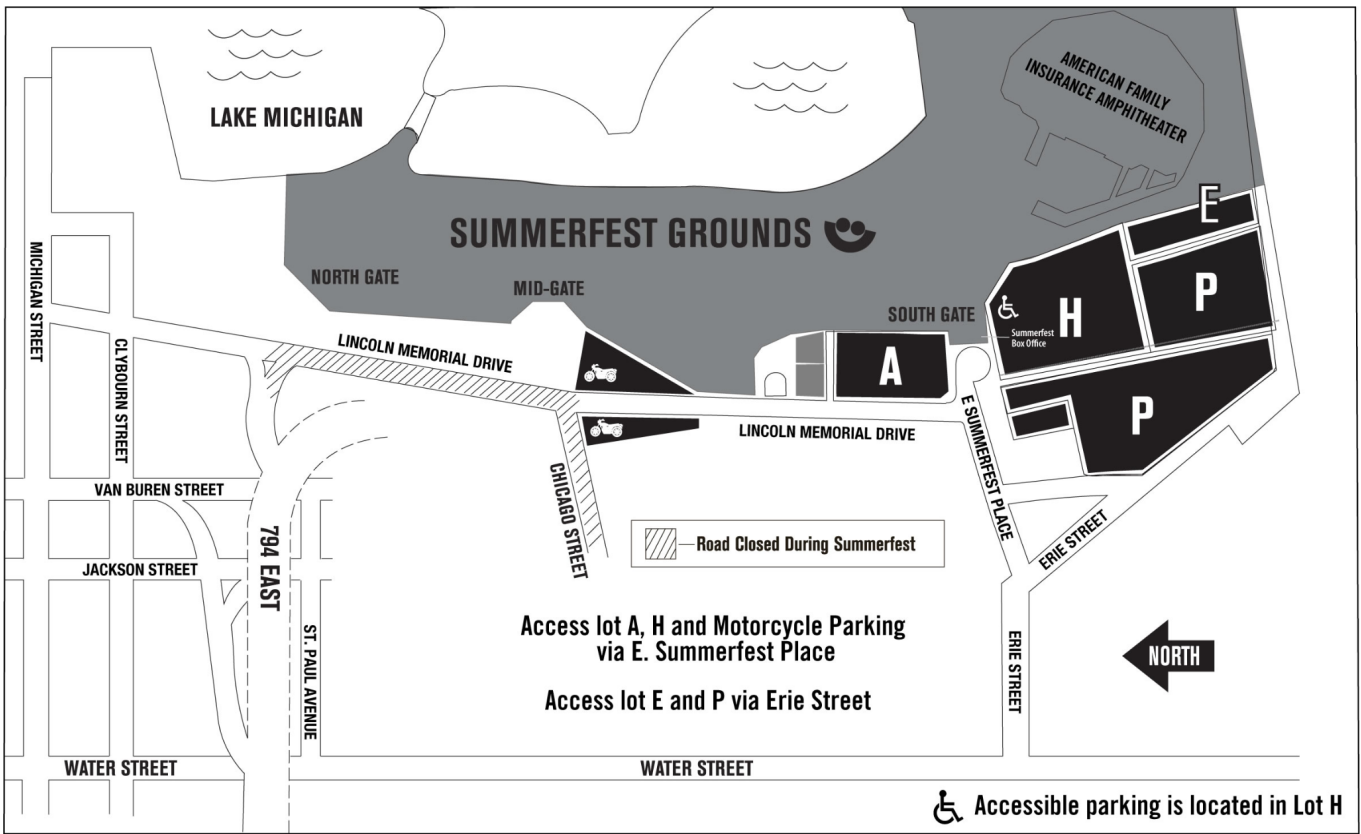 LAKE MICHIGAN
AMERICAN FAMILY
INSURANCE AMPHITHEATER
SUMMERFEST GROUNDS
E
P
H
MICHIGAN STREET
NORTH GATE
MID-GATE
SOUTH GATE
Summerfest
Box Office
CLYBOURN STREET
LINCOLN MEMORIAL DRIVE
A
P
LINCOLN MEMORIAL DRIVE
E SUMMERFEST PLACE
VAN BUREN STREET
CHICAGO STREET
794 EAST
Road Closed During Summerfest
ERIE STREET
JACKSON STREET
ST. PAUL AVENUE
Access lot A, H and Motorcycle Parking
via E. Summerfest Place
Access lot E and P via Erie Street
ERIE STREET
NORTH
WATER STREET
WATER STREET
Accessible parking is located in Lot H